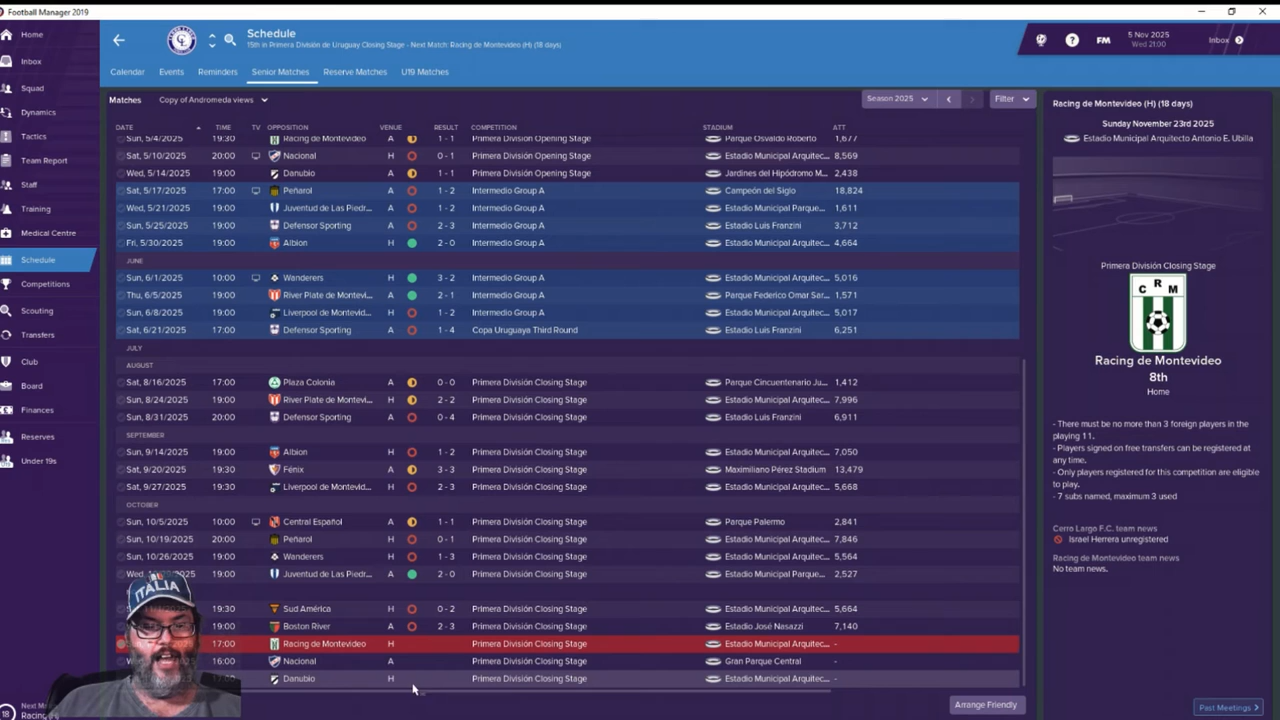 Football Manager 2019
Home
Inbox
Squad
Dynamics
Tactics
Team Report
Staff
Training
Medical Centre
Schedule
Competitions
Scouting
Transfers
Club
Board
Finances
Reserves
Under 19s
Schedule
15th in Primera División de Uruguay Closing Stage - Next Match: Racing de Montevideo (H) (18 days)
FM
5 Nov 2025
Wed 21:00
Inbox
Calendar Events Reminders Senior Matches Reserve Matches U19 Matches
Matches Copy of Andromeda views Season 2025 Filter
DATE TIME TV OPPOSITION VENUE RESULT COMPETITION STADIUM ATT
Sun, 5/4/2025 19:30 Racing de Montevideo A 1 - 1 Primera División Opening Stage Parque Osvaldo Roberto 1,677
Sat, 5/10/2025 20:00 Nacional H 0 - 1 Primera División Opening Stage Estadio Municipal Arquitec... 8,569
Wed, 5/14/2025 19:00 Danubio A 1 - 1 Primera División Opening Stage Jardines del Hipódromo M... 2,438
Sat, 5/17/2025 17:00 Peñarol A 1 - 2 Intermedio Group A Campeón del Siglo 18,824
Wed, 5/21/2025 19:00 Juventud de Las Piedr... A 1 - 2 Intermedio Group A Estadio Municipal Parque... 1,611
Sun, 5/25/2025 19:00 Defensor Sporting A 2 - 3 Intermedio Group A Estadio Luis Franzini 3,712
Fri, 5/30/2025 19:00 Albion H 2 - 0 Intermedio Group A Estadio Municipal Arquitec... 4,664
JUNE
Sun, 6/1/2025 10:00 Wanderers H 3 - 2 Intermedio Group A Estadio Municipal Arquitec... 5,016
Thu, 6/5/2025 19:00 River Plate de Montevi... A 2 - 1 Intermedio Group A Parque Federico Omar Sar... 1,571
Sun, 6/8/2025 19:00 Liverpool de Montevid... H 1 - 2 Intermedio Group A Estadio Municipal Arquitec... 5,017
Sat, 6/21/2025 17:00 Defensor Sporting A 1 - 4 Copa Uruguaya Third Round Estadio Luis Franzini 6,251
JULY
AUGUST
Sat, 8/16/2025 17:00 Plaza Colonia A 0 - 0 Primera División Closing Stage Parque Cincuentenario Ju... 1,412
Sun, 8/24/2025 19:00 River Plate de Montevi... H 2 - 2 Primera División Closing Stage Estadio Municipal Arquitec... 7,996
Sun, 8/31/2025 20:00 Defensor Sporting A 0 - 4 Primera División Closing Stage Estadio Luis Franzini 6,911
SEPTEMBER
Sun, 9/14/2025 19:00 Albion H 1 - 2 Primera División Closing Stage Estadio Municipal Arquitec... 7,050
Sat, 9/20/2025 19:30 Fénix A 3 - 3 Primera División Closing Stage Maximiliano Pérez Stadium 13,479
Sat, 9/27/2025 19:30 Liverpool de Montevid... H 2 - 3 Primera División Closing Stage Estadio Municipal Arquitec... 5,668
OCTOBER
Sun, 10/5/2025 10:00 Central Español A 1 - 1 Primera División Closing Stage Parque Palermo 2,841
Sun, 10/19/2025 20:00 Peñarol H 0 - 1 Primera División Closing Stage Estadio Municipal Arquitec... 7,846
Sun, 10/26/2025 19:00 Wanderers H 1 - 3 Primera División Closing Stage Estadio Municipal Arquitec... 5,564
Wed, 19:00 Juventud de Las Piedr... A 2 - 0 Primera División Closing Stage Estadio Municipal Parque... 2,527
19:30 Sud América H 0 - 2 Primera División Closing Stage Estadio Municipal Arquitec... 5,664
19:00 Boston River A 2 - 3 Primera División Closing Stage Estadio José Nasazzi 7,140
17:00 Racing de Montevideo H Primera División Closing Stage Estadio Municipal Arquitec... -
16:00 Nacional A Primera División Closing Stage Gran Parque Central -
Danubio H Primera División Closing Stage Estadio Municipal Arquitec... -
ITALIA
18
Arrange Friendly
Racing de Montevideo (H) (18 days)
Sunday November 23rd 2025
Estadio Municipal Arquitecto Antonio E. Ubilla
Primera División Closing Stage
C R M
Racing de Montevideo
8th
Home
- There must be no more than 3 foreign players in the
playing 11.
- Players signed on free transfers can be registered at
any time.
- Only players registered for this competition are eligible
to play.
- 7 subs named, maximum 3 used
Cerro Largo F.C. team news
Israel Herrera unregistered
Racing de Montevideo team news
No team news.
Past Meetings